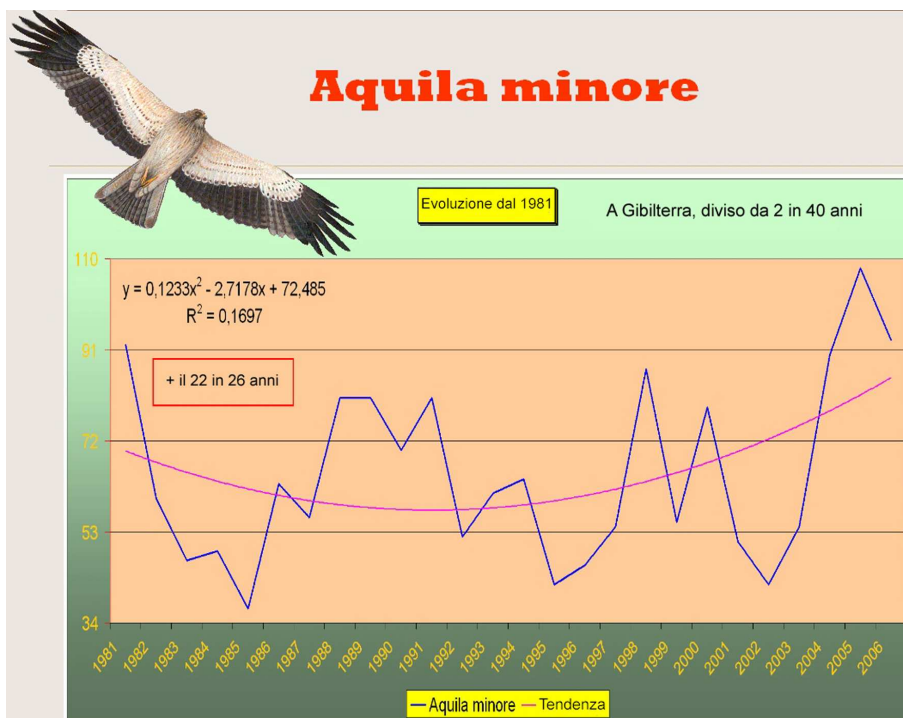 Aquila minore
Evoluzione dal 1981
A Gibilterra, diviso da 2 in 40 anni
y = 0,1233x² - 2,7178x + 72,485
R² = 0,1697
+ il 22 in 26 anni
110
91
72
53
34
1981 1982 1983 1984 1985 1986 1987 1988 1989 1990 1991 1992 1993 1994 1995 1996 1997 1998 1999 2000 2001 2002 2003 2004 2005 2006
Aquila minore Tendenza